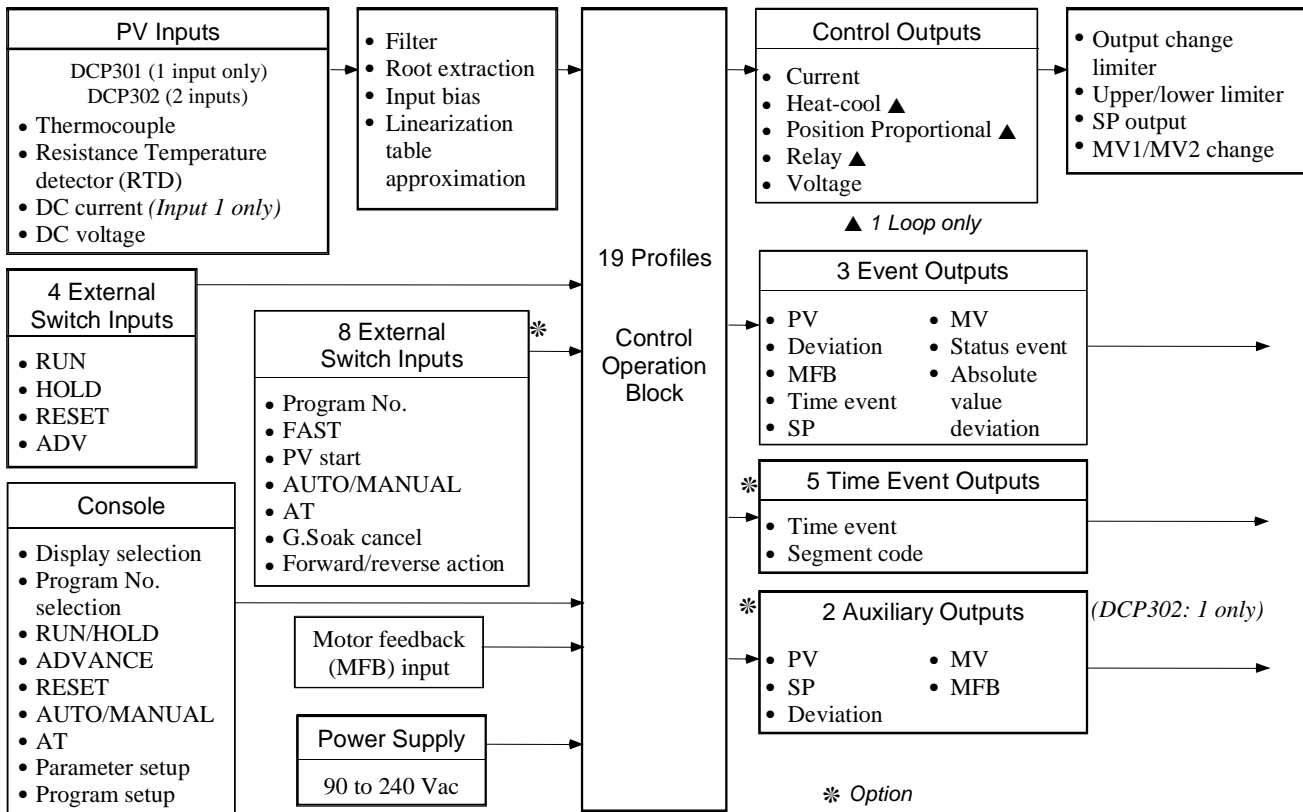 PV Inputs
DCP301 (1 input only)
DCP302 (2 inputs)
• Thermocouple
• Resistance Temperature
detector (RTD)
• DC current (Input 1 only)
• DC voltage
• Filter
• Root extraction
• Input bias
• Linearization
table
approximation
4 External
Switch Inputs
• RUN
• HOLD
• RESET
• ADV
8 External
Switch Inputs
❋
• Program No.
• FAST
• PV start
• AUTO/MANUAL
• AT
• G.Soak cancel
• Forward/reverse action
Console
• Display selection
• Program No.
selection
• RUN/HOLD
• ADVANCE
• RESET
• AUTO/MANUAL
• AT
• Parameter setup
• Program setup
Motor feedback
(MFB) input
Power Supply
90 to 240 Vac
19 Profiles
Control
Operation
Block
Control Outputs
• Current
• Heat-cool ▲
• Position Proportional ▲
• Relay ▲
• Voltage
▲ 1 Loop only
• Output change
limiter
• Upper/lower limiter
• SP output
• MV1/MV2 change
3 Event Outputs
• PV
• Deviation
• MFB
• Time event
• SP
• MV
• Status event
• Absolute
value
deviation
❋
5 Time Event Outputs
• Time event
• Segment code
❋
2 Auxiliary Outputs
(DCP302: 1 only)
• PV
• SP
• Deviation
• MV
• MFB
❋ Option